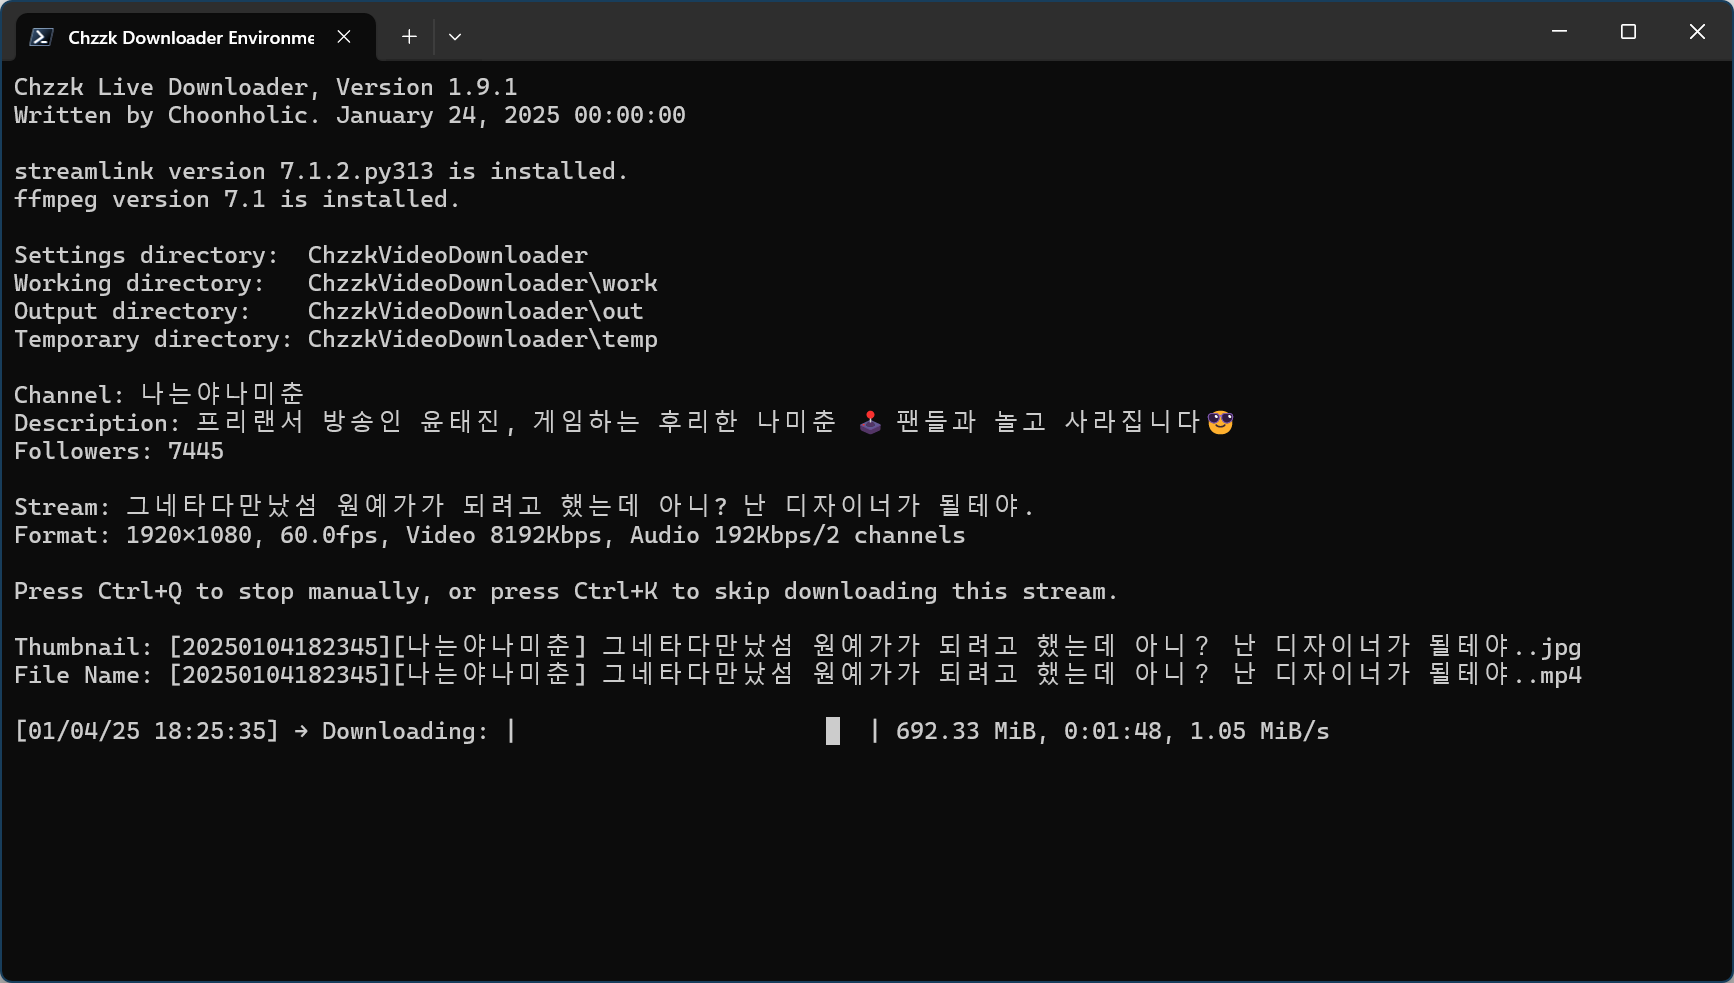 Chzzk Downloader Environme
Chzzk Live Downloader, Version 1.9.1
Written by Choonholic. January 24, 2025 00:00:00
streamlink version 7.1.2.py313 is installed.
ffmpeg version 7.1 is installed.
Settings directory:  ChzzkVideoDownloader
Working directory:   ChzzkVideoDownloader\work
Output directory:    ChzzkVideoDownloader\out
Temporary directory: ChzzkVideoDownloader\temp
Channel: 나는야나미춘
Description: 프리랜서 방송인 윤태진, 게임하는 후리한 나미춘 🕹️ 팬들과 놀고 사라집니다😎
Followers: 7445
Stream: 그네타다만났섬 원예가가 되려고 했는데 아니? 난 디자이너가 될테야.
Format: 1920×1080, 60.0fps, Video 8192Kbps, Audio 192Kbps/2 channels
Press Ctrl+Q to stop manually, or press Ctrl+K to skip downloading this stream.
Thumbnail: [20250104182345][나는야나미춘] 그네타다만났섬 원예가가 되려고 했는데 아니？ 난 디자이너가 될테야..jpg
File Name: [20250104182345][나는야나미춘] 그네타다만났섬 원예가가 되려고 했는데 아니？ 난 디자이너가 될테야..mp4
[01/04/25 18:25:35] → Downloading: |                      █  | 692.33 MiB, 0:01:48, 1.05 MiB/s